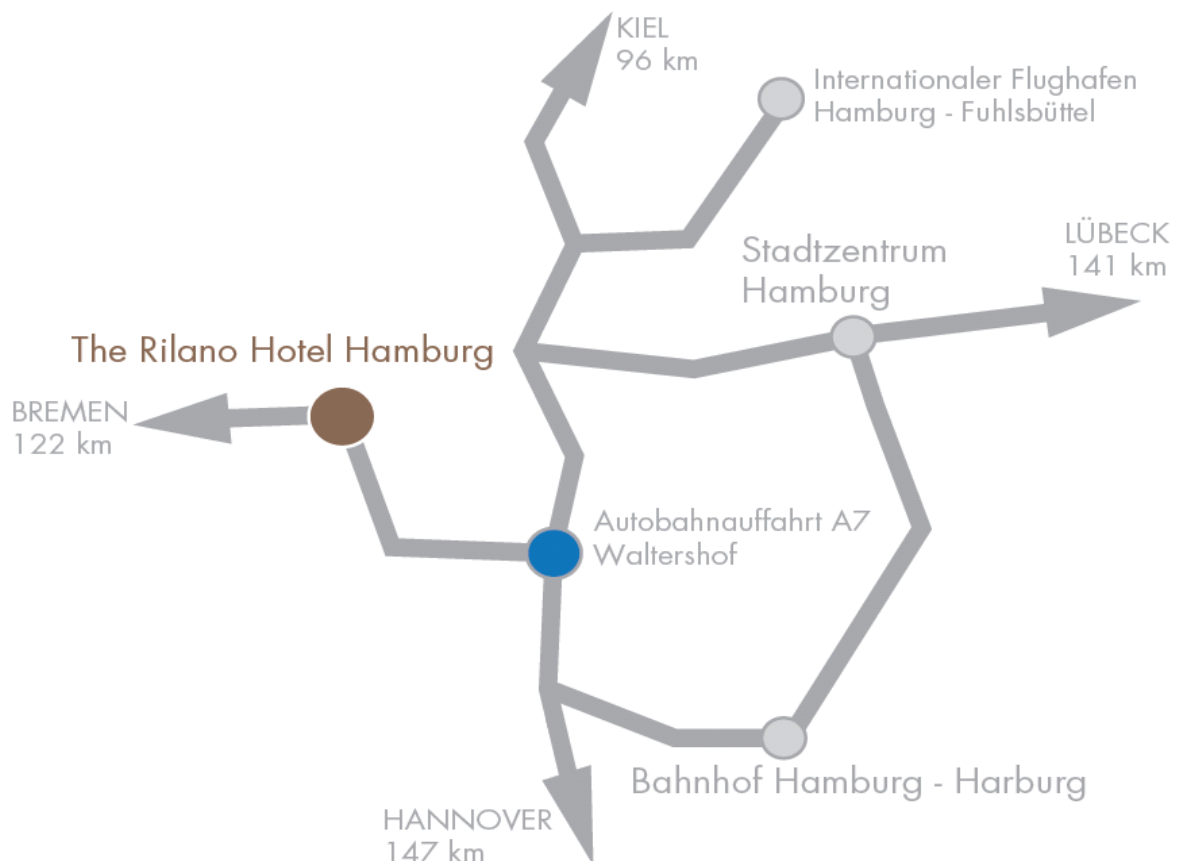 KIEL
96 km
Internationaler Flughafen
Hamburg - Fuhlsbüttel
LÜBECK
141 km
Stadtzentrum
Hamburg
The Rilano Hotel Hamburg
BREMEN
122 km
Autobahnauffahrt A7
Waltershof
Bahnhof Hamburg - Harburg
HANNOVER
147 km